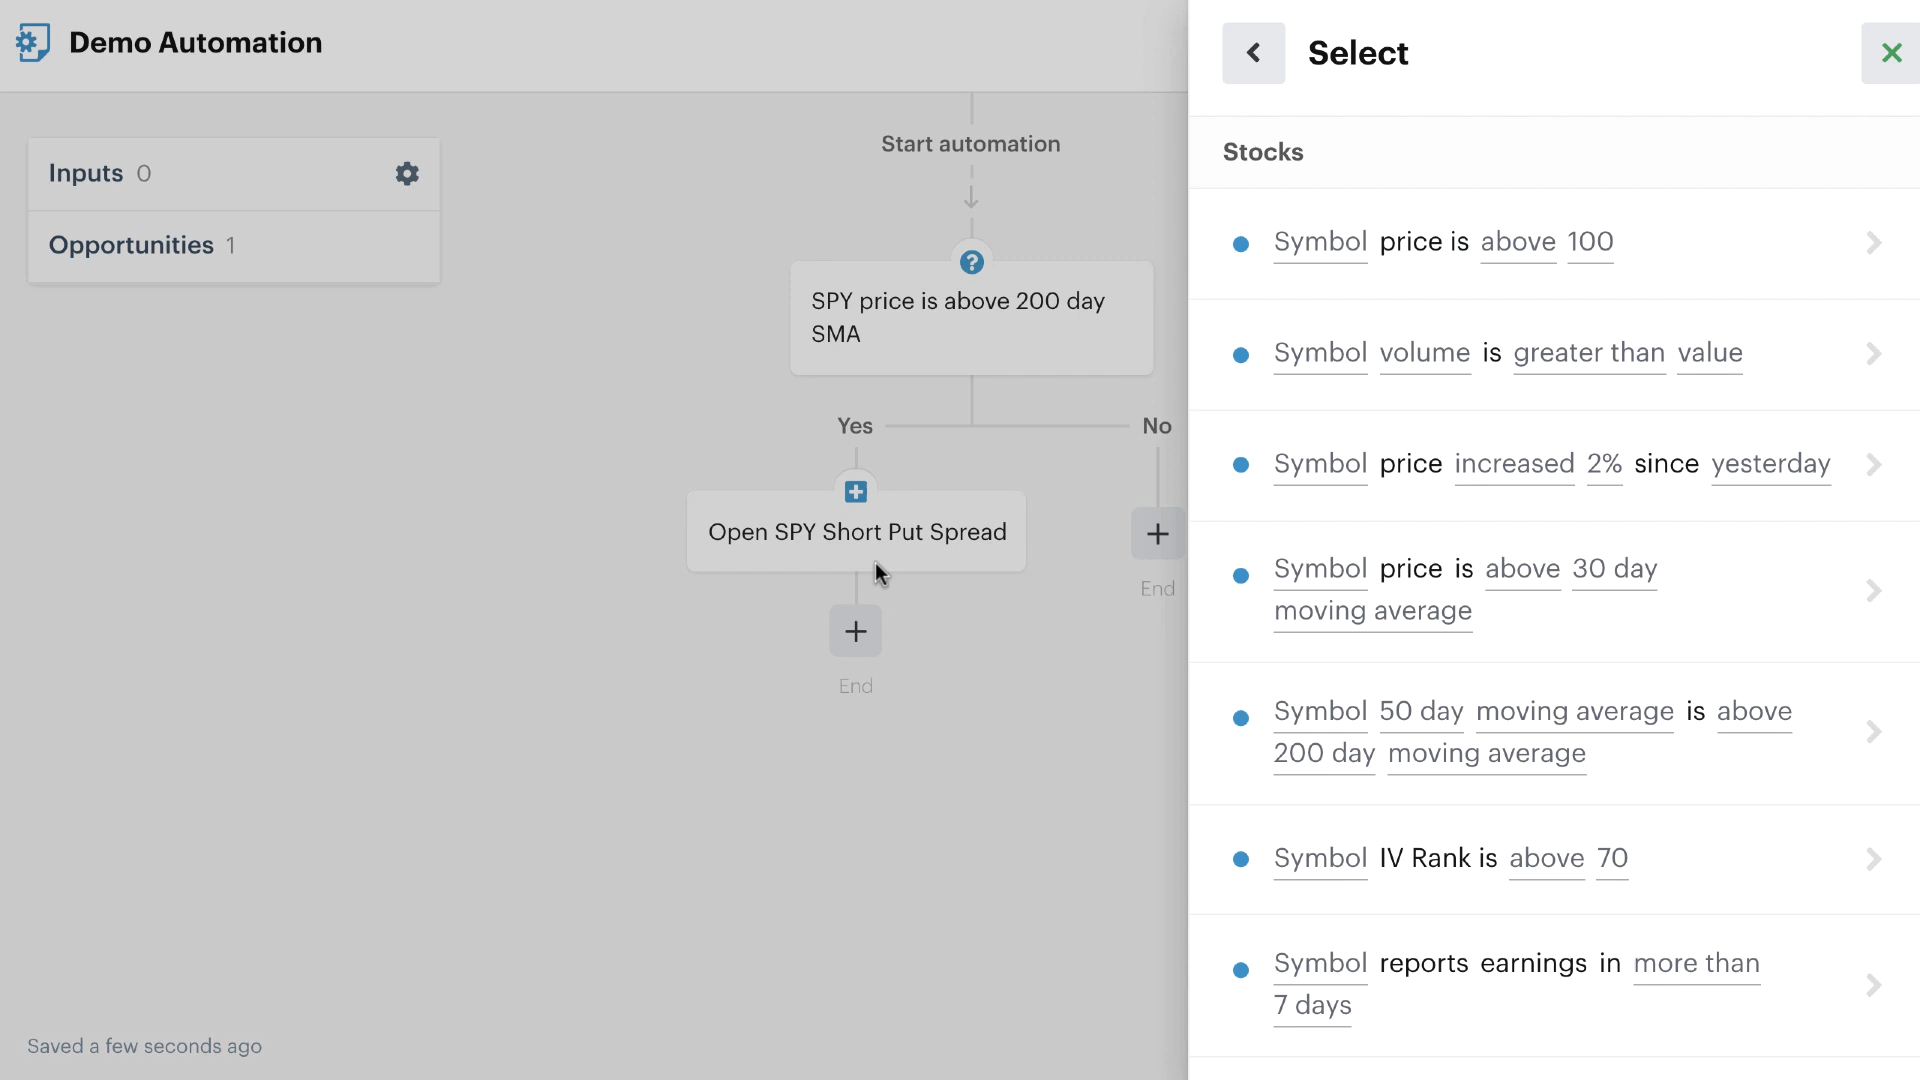 Demo Automation
Inputs 0
Opportunities 1
Start automation
SPY price is above 200 day
SMA
Yes
No
Open SPY Short Put Spread
End
End
Saved a few seconds ago
Select
Stocks
Symbol price is above 100
Symbol volume is greater than value
Symbol price increased 2% since yesterday
Symbol price is above 30 day
moving average
Symbol 50 day moving average is above
200 day moving average
Symbol IV Rank is above 70
Symbol reports earnings in more than
7 days